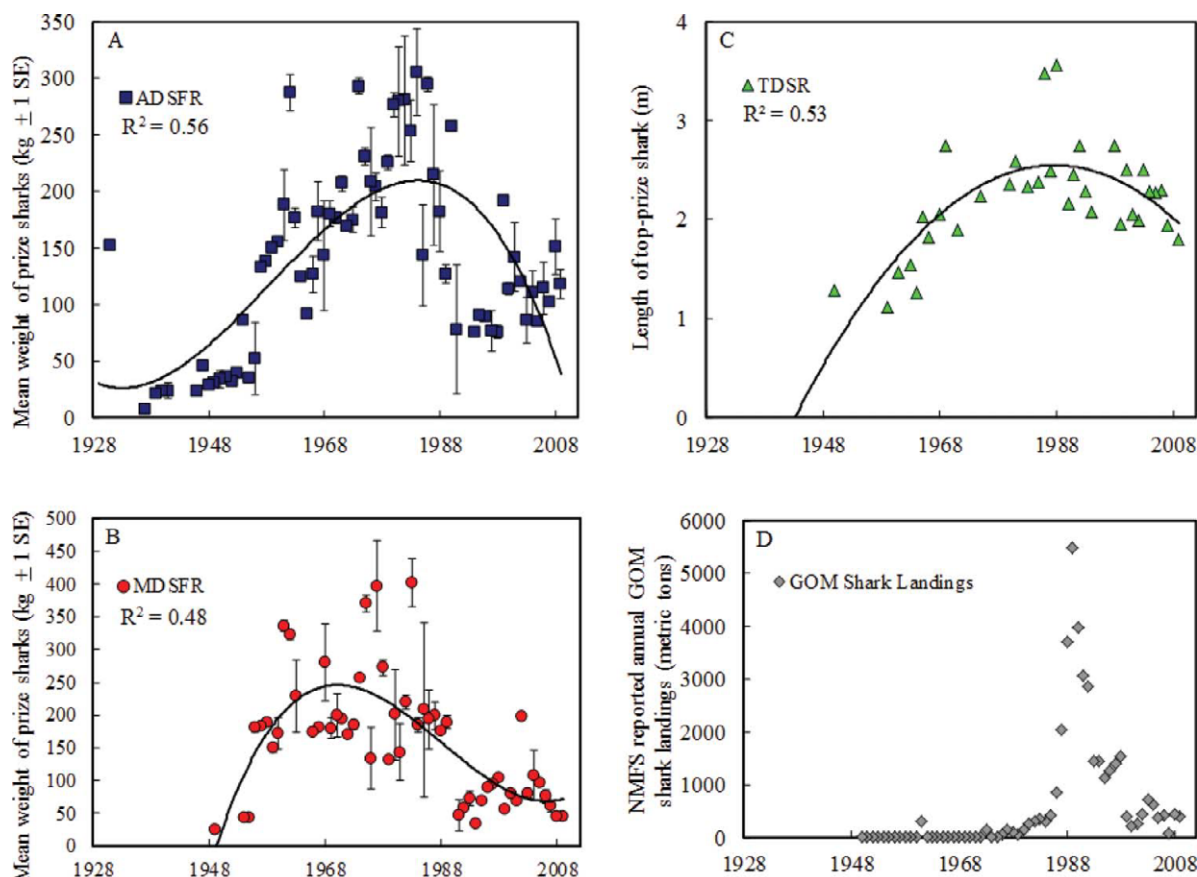 A
ADSFR
R² = 0.56
Mean weight of prize sharks (kg ± 1 SE)
350
300
250
200
150
100
50
0
1928 1948 1968 1988 2008
C
TDSR
R² = 0.53
Length of top-prize shark (m)
4
3
2
1
0
1928 1948 1968 1988 2008
B
MDSFR
R² = 0.48
Mean weight of prize sharks (kg ± 1 SE)
500
450
400
350
300
250
200
150
100
50
0
1928 1948 1968 1988 2008
D
GOM Shark Landings
NMFS reported annual GOM
shark landings (metric tons)
6000
5000
4000
3000
2000
1000
0
1928 1948 1968 1988 2008